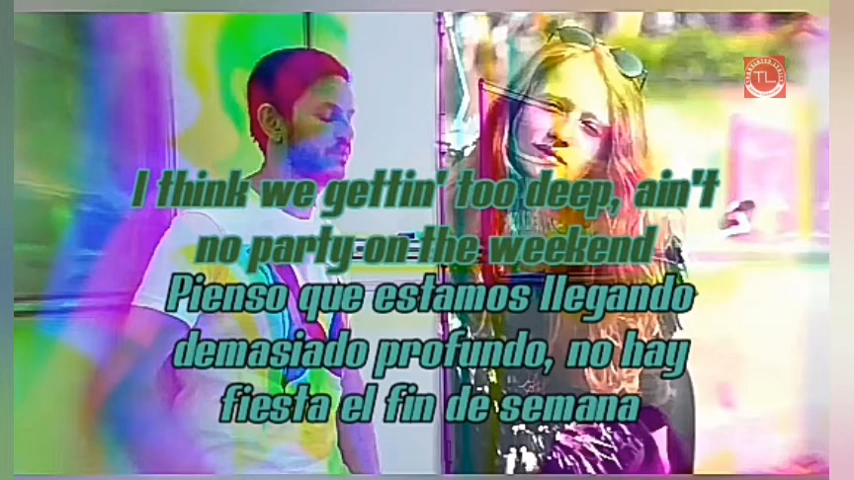 TL
I think we gettin' too deep, ain't
no party on the weekend
Pienso que estamos llegando
demasiado profundo, no hay
fiesta el fin de semana